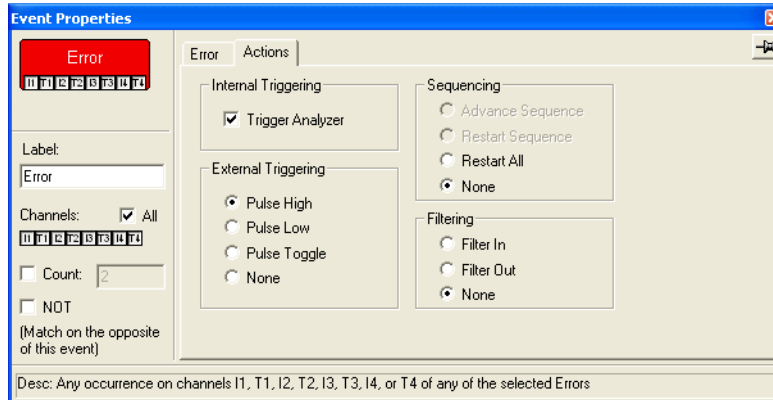 Event Properties
Error
I1 T1 I2 T2 I3 T3 I4 T4
Label:
Error
Channels:
All
I1 T1 I2 T2 I3 T3 I4 T4
Count:
2
NOT
(Match on the opposite
of this event)
Error
Actions
Internal Triggering
Trigger Analyzer
External Triggering
Pulse High
Pulse Low
Pulse Toggle
None
Sequencing
Advance Sequence
Restart Sequence
Restart All
None
Filtering
Filter In
Filter Out
None
Desc: Any occurrence on channels I1, T1, I2, T2, I3, T3, I4, or T4 of any of the selected Errors